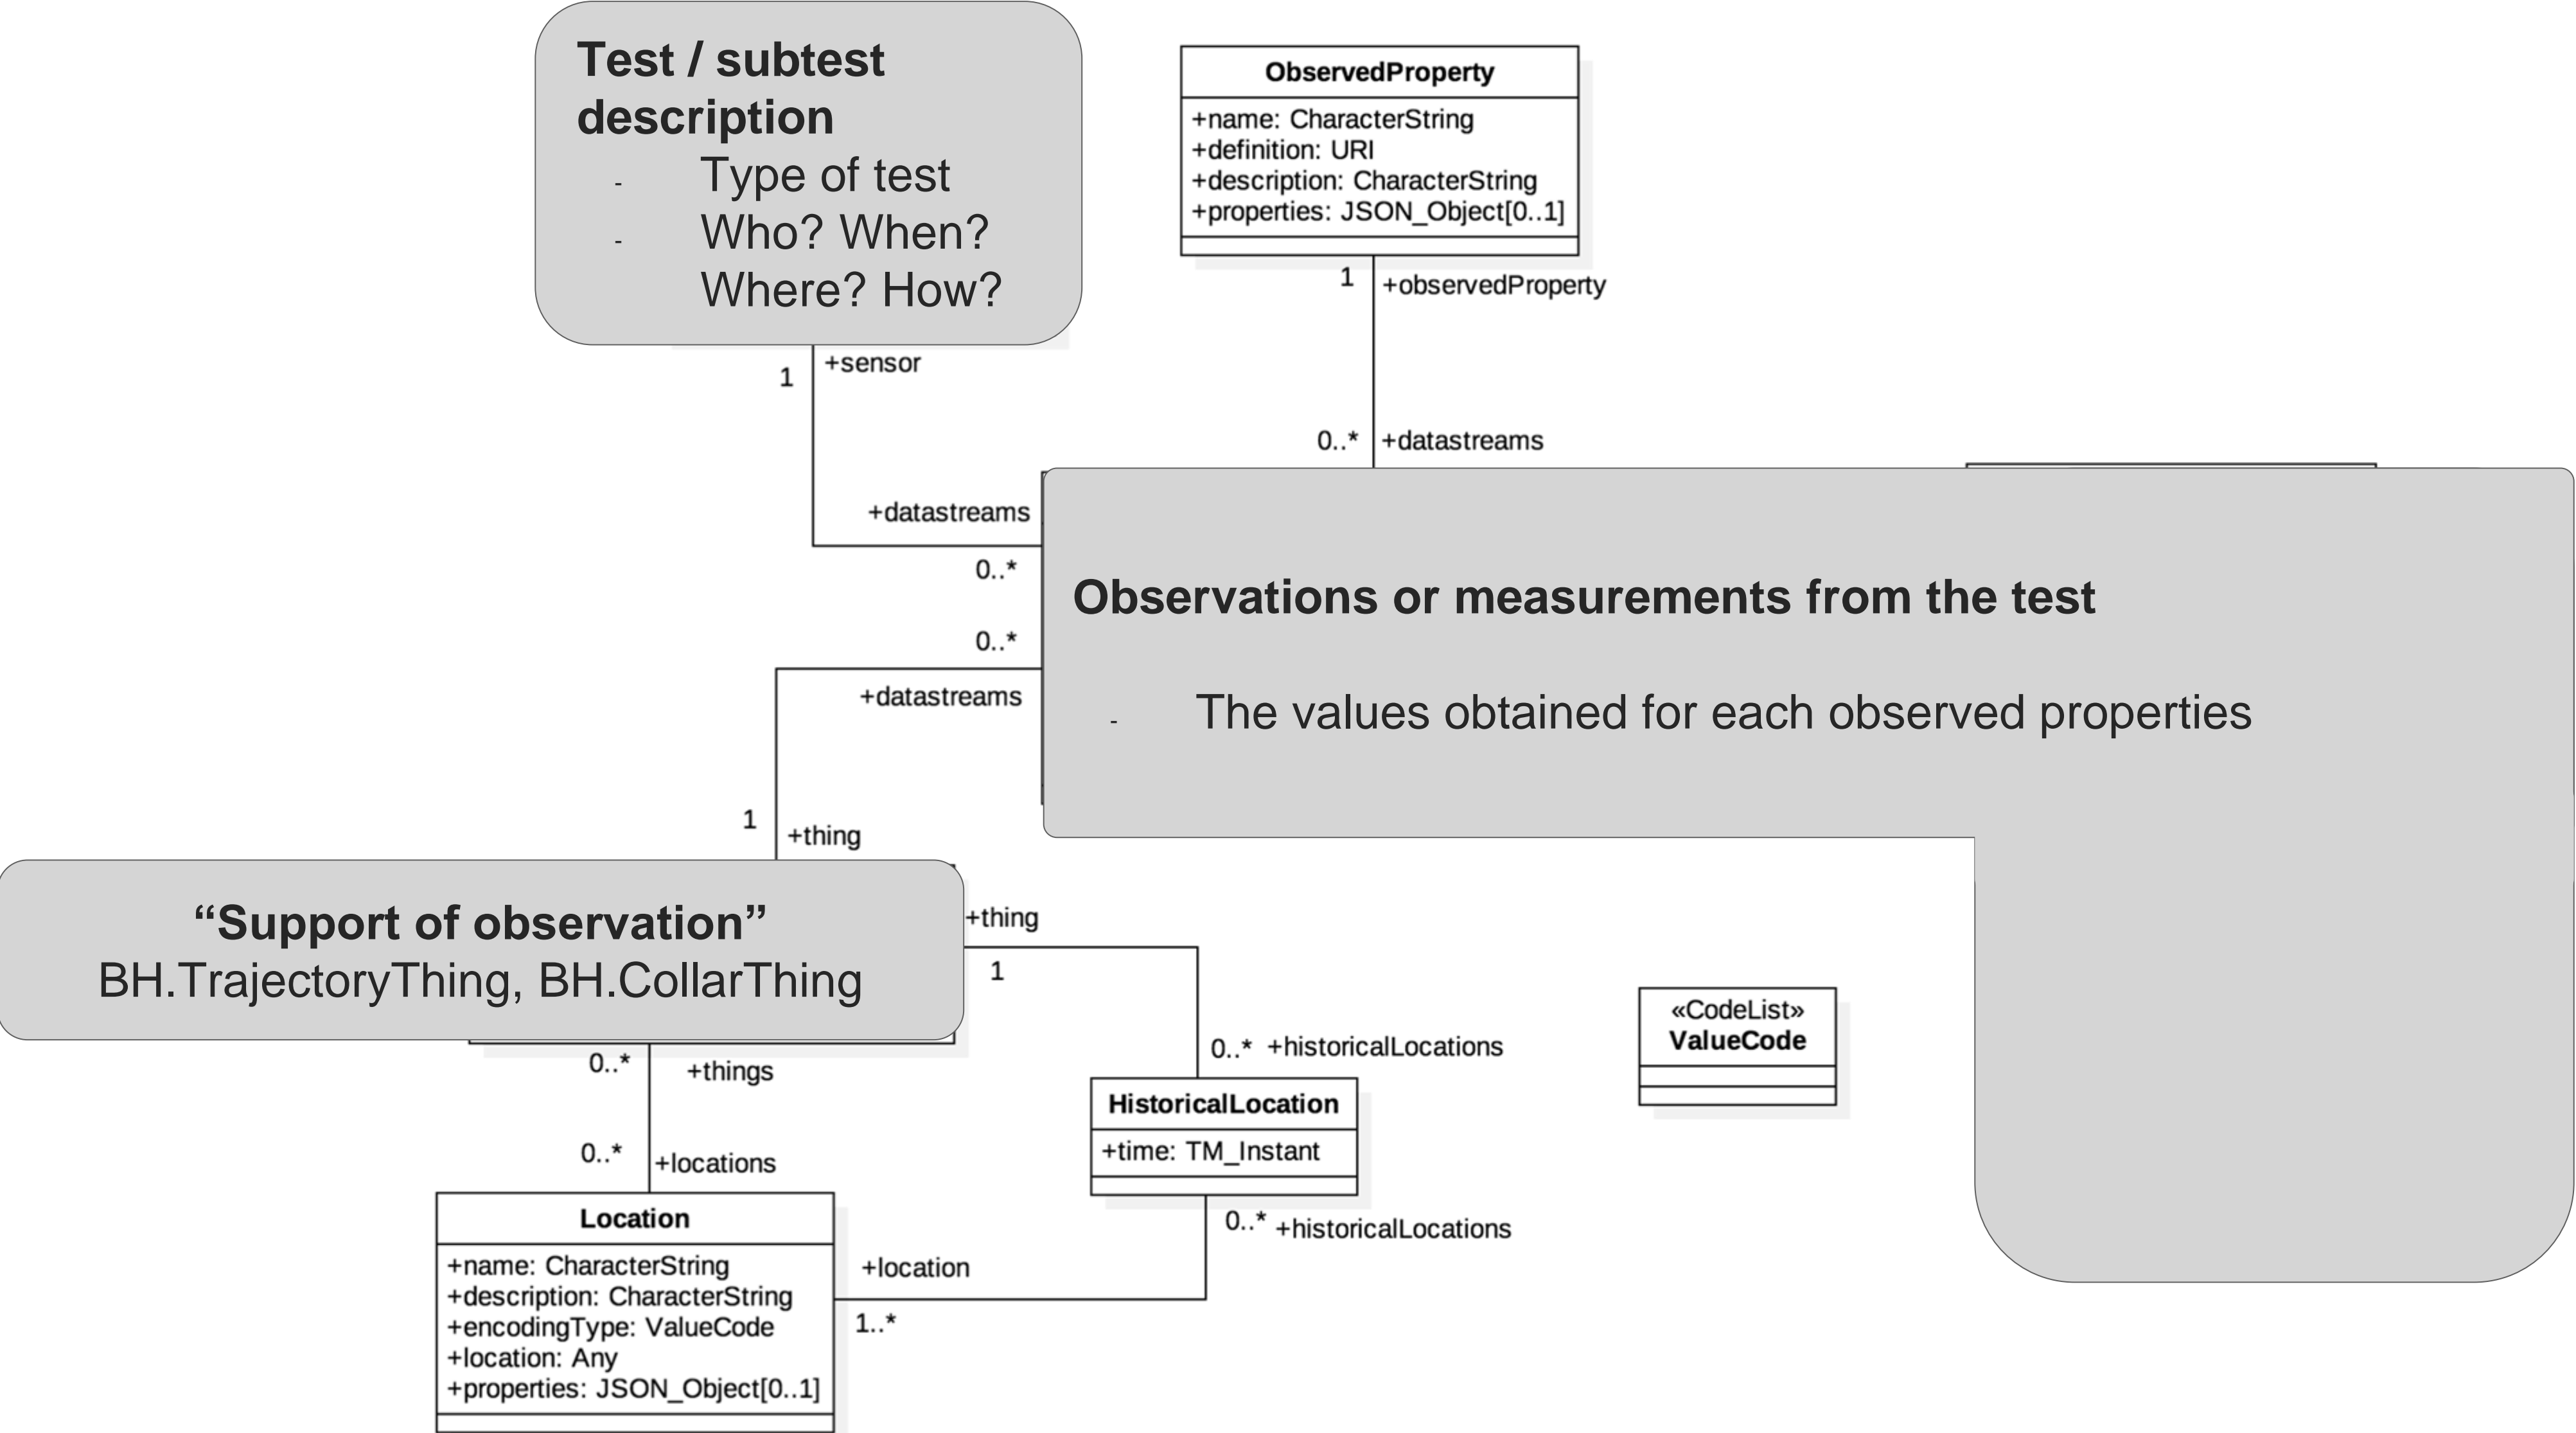 Test / subtest
description
- Type of test
- Who? When?
Where? How?
ObservedProperty
+name: CharacterString
+definition: URI
+description: CharacterString
+properties: JSON_Object[0..1]
1 +observedProperty
+sensor
1
0..* +datastreams
+datastreams
0..*
Observations or measurements from the test
0..*
+datastreams
- The values obtained for each observed properties
1
+thing
“Support of observation”
BH.TrajectoryThing, BH.CollarThing
+thing
1
«CodeList»
ValueCode
0..* +historicalLocations
0..* +things
HistoricalLocation
+time: TM_Instant
0..* +locations
Location
+name: CharacterString
+description: CharacterString
+encodingType: ValueCode
+location: Any
+properties: JSON_Object[0..1]
0..* +historicalLocations
+location
1..*